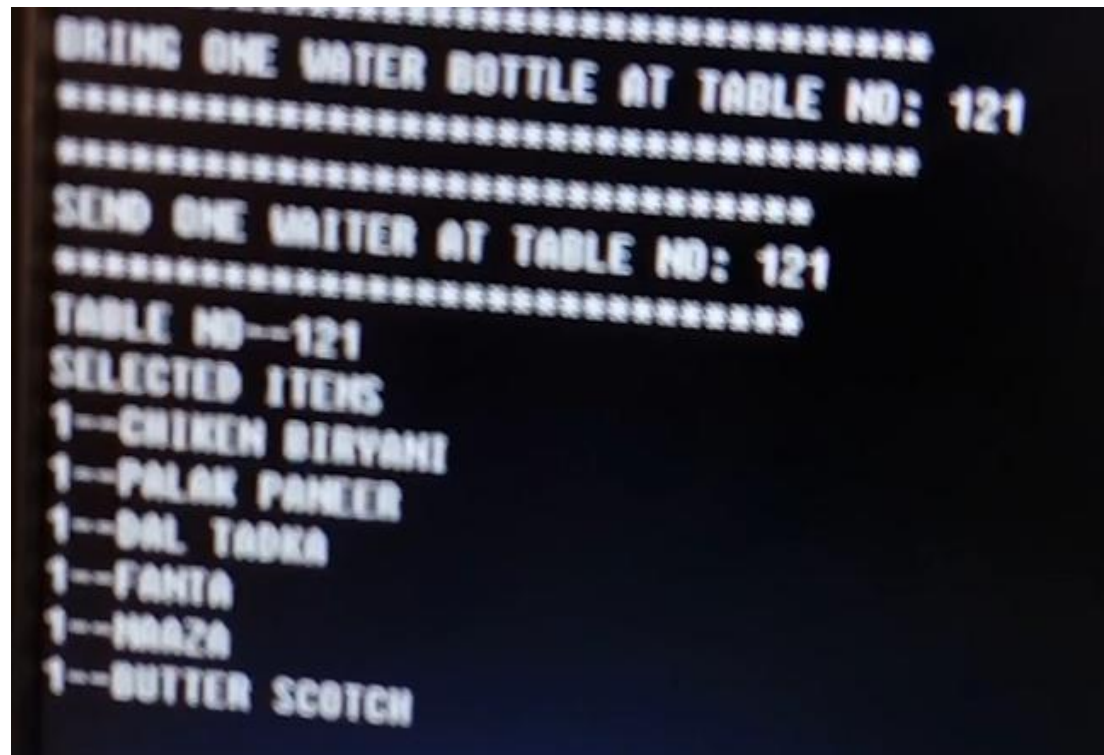 ********************************
BRING ONE WATER BOTTLE AT TABLE NO: 121
********************************
****************************
SEND ONE WAITER AT TABLE NO: 121
****************************
TABLE NO--121
SELECTED ITEMS
1--CHIKEN BIRYANI
1--PALAK PANEER
1--DAL TADKA
1--FANTA
1--MAAZA
1--BUTTER SCOTCH